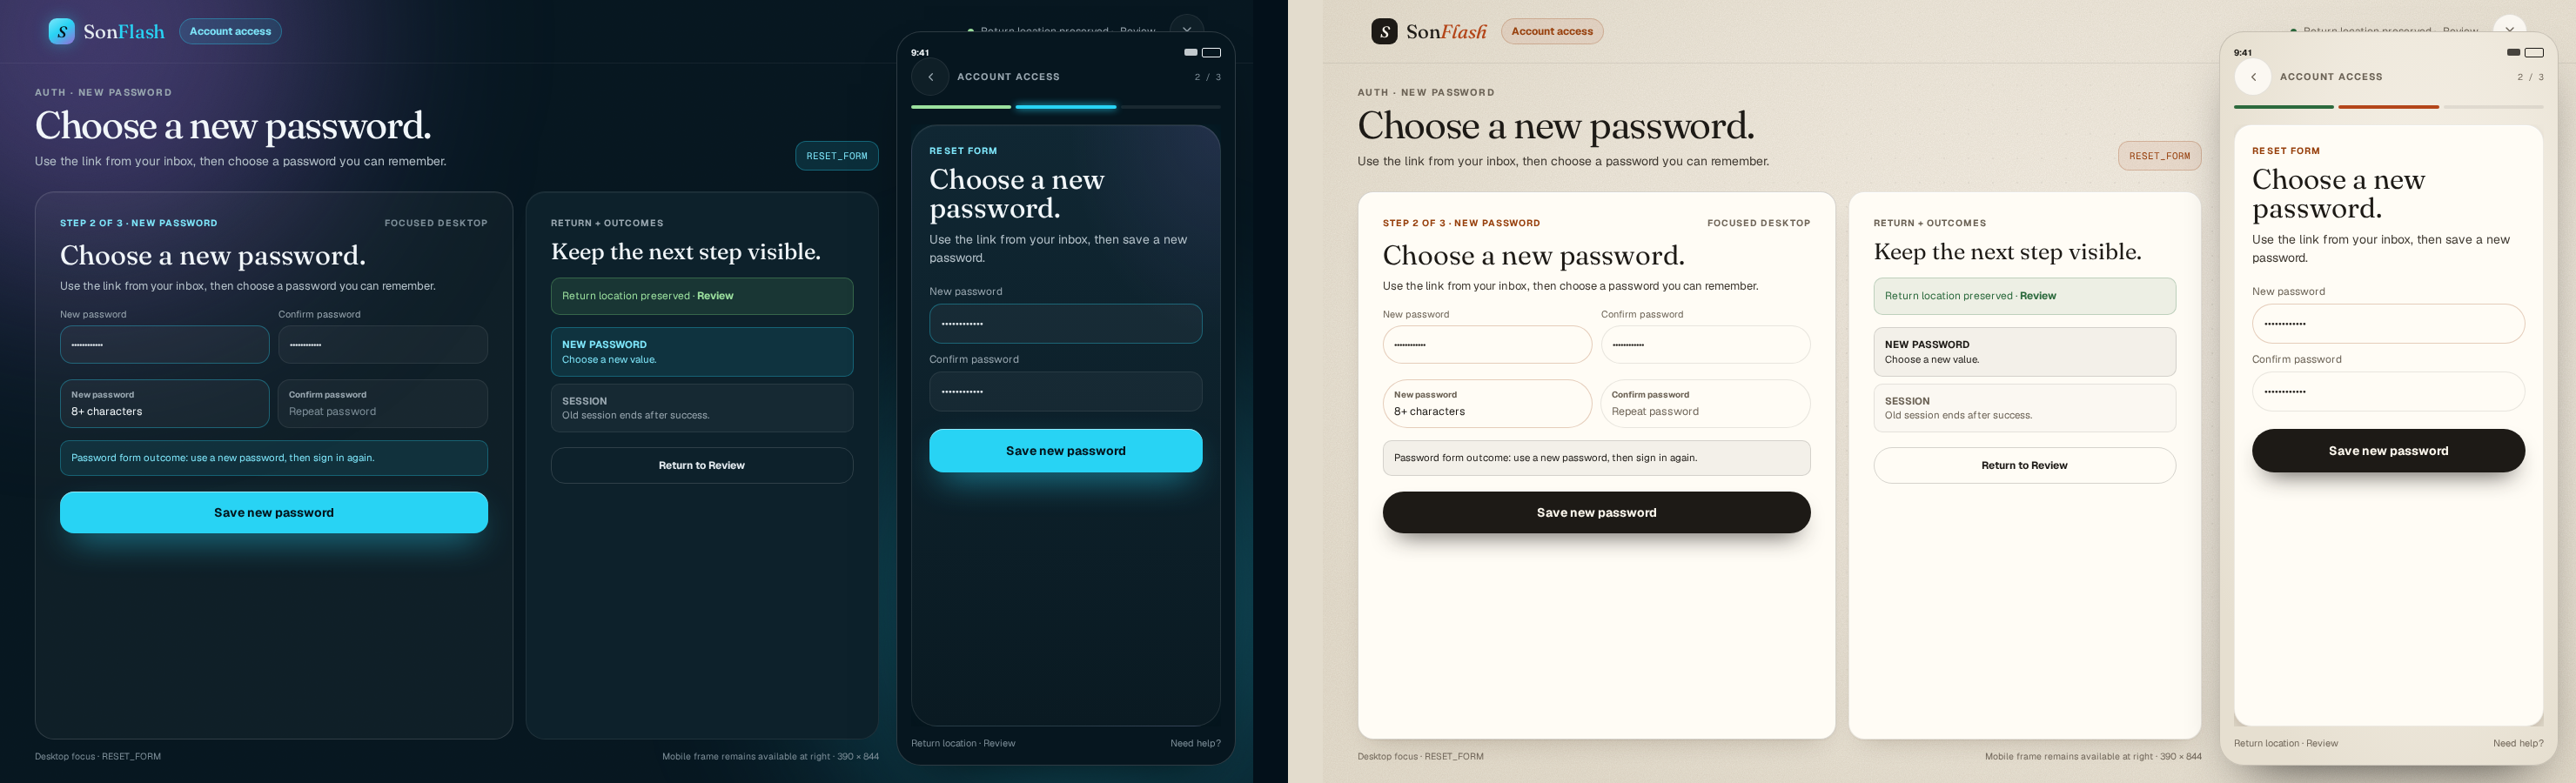 S SonFlash Account access
Return location preserved · Review
AUTH · NEW PASSWORD
Choose a new password.
Use the link from your inbox, then choose a password you can remember.
RESET_FORM
STEP 2 OF 3 · NEW PASSWORD FOCUSED DESKTOP
Choose a new password.
Use the link from your inbox, then choose a password you can remember.
New password Confirm password
•••••••••••• ••••••••••••
New password Confirm password
8+ characters Repeat password
Password form outcome: use a new password, then sign in again.
Save new password
RETURN + OUTCOMES
Keep the next step visible.
Return location preserved · Review
NEW PASSWORD
Choose a new value.
SESSION
Old session ends after success.
Return to Review
Desktop focus · RESET_FORM Mobile frame remains available at right · 390 × 844
9:41
ACCOUNT ACCESS 2 / 3
RESET FORM
Choose a new
password.
Use the link from your inbox, then save a new
password.
New password
••••••••••••
Confirm password
••••••••••••
Save new password
Return location · Review Need help?
S SonFlash Account access
Return location preserved · Review
AUTH · NEW PASSWORD
Choose a new password.
Use the link from your inbox, then choose a password you can remember.
RESET_FORM
STEP 2 OF 3 · NEW PASSWORD FOCUSED DESKTOP
Choose a new password.
Use the link from your inbox, then choose a password you can remember.
New password Confirm password
•••••••••••• ••••••••••••
New password Confirm password
8+ characters Repeat password
Password form outcome: use a new password, then sign in again.
Save new password
RETURN + OUTCOMES
Keep the next step visible.
Return location preserved · Review
NEW PASSWORD
Choose a new value.
SESSION
Old session ends after success.
Return to Review
Desktop focus · RESET_FORM Mobile frame remains available at right · 390 × 844
9:41
ACCOUNT ACCESS 2 / 3
RESET FORM
Choose a new
password.
Use the link from your inbox, then save a new
password.
New password
••••••••••••
Confirm password
••••••••••••
Save new password
Return location · Review Need help?